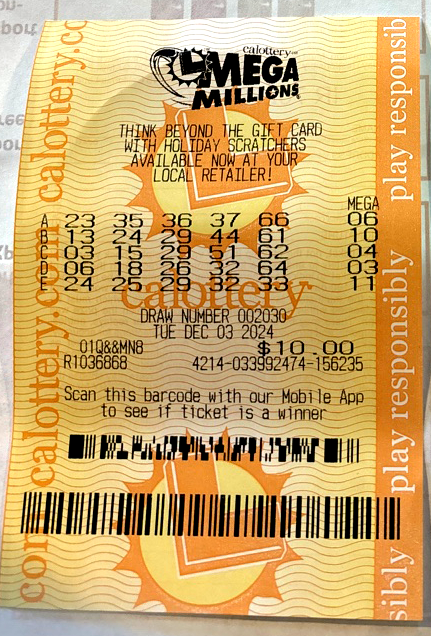 calottery
MEGA
MILLIONS
THINK BEYOND THE GIFT CARD
WITH HOLIDAY SCRATCHERS
AVAILABLE NOW AT YOUR
LOCAL RETAILER!
MEGA
A 23 35 36 37 66 06
B 13 24 29 44 61 10
C 03 15 29 51 62 04
D 06 18 26 32 64 03
E 24 25 29 32 33 11
calottery
DRAW NUMBER 002030
TUE DEC 03 2024
01Q&&MN8 $10.00
R1036868 4214-033992474-156235
Scan this barcode with our Mobile App
to see if ticket is a winner
calottery.com calottery.co
play responsibly play responsib